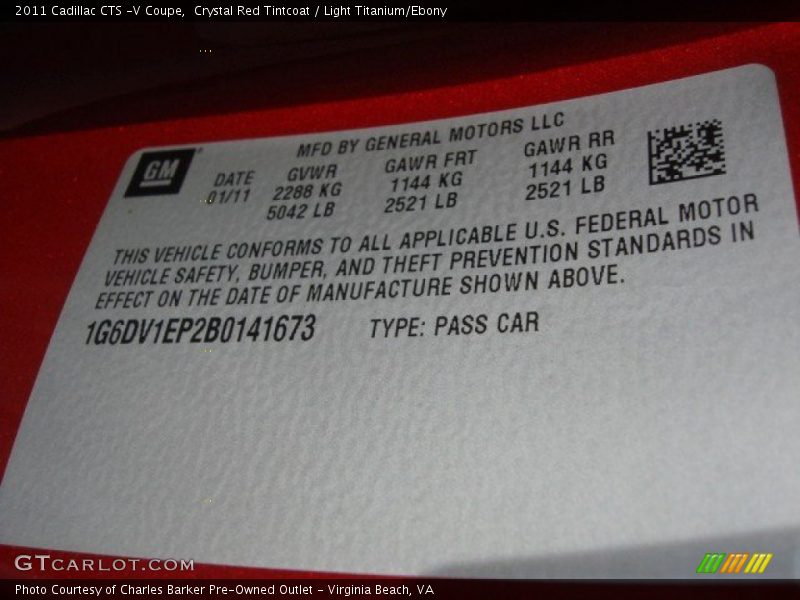 2011 Cadillac CTS -V Coupe,  Crystal Red Tintcoat / Light Titanium/Ebony
GM
MFD BY GENERAL MOTORS LLC
DATE GVWR GAWR FRT GAWR RR
01/11 2288 KG 1144 KG 1144 KG
5042 LB 2521 LB 2521 LB
THIS VEHICLE CONFORMS TO ALL APPLICABLE U.S. FEDERAL MOTOR
VEHICLE SAFETY, BUMPER, AND THEFT PREVENTION STANDARDS IN
EFFECT ON THE DATE OF MANUFACTURE SHOWN ABOVE.
1G6DV1EP2B0141673 TYPE: PASS CAR
GTCARLOT.COM
Photo Courtesy of Charles Barker Pre-Owned Outlet - Virginia Beach, VA